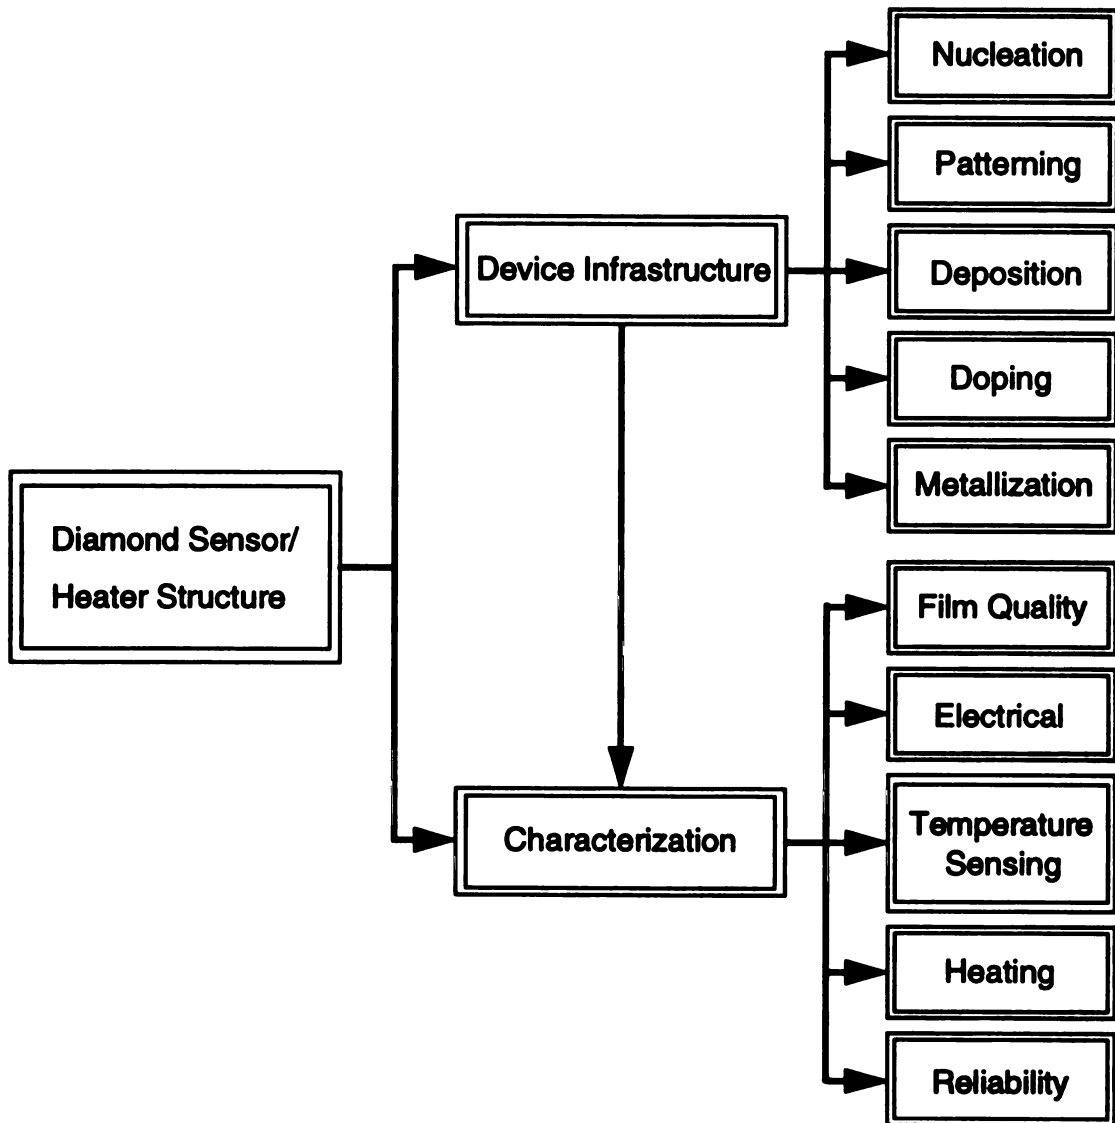 Nucleation
Patterning
Device Infrastructure
Deposition
Doping
Metallization
Diamond Sensor/
Heater Structure
Film Quality
Electrical
Characterization
Temperature
Sensing
Heating
Reliability